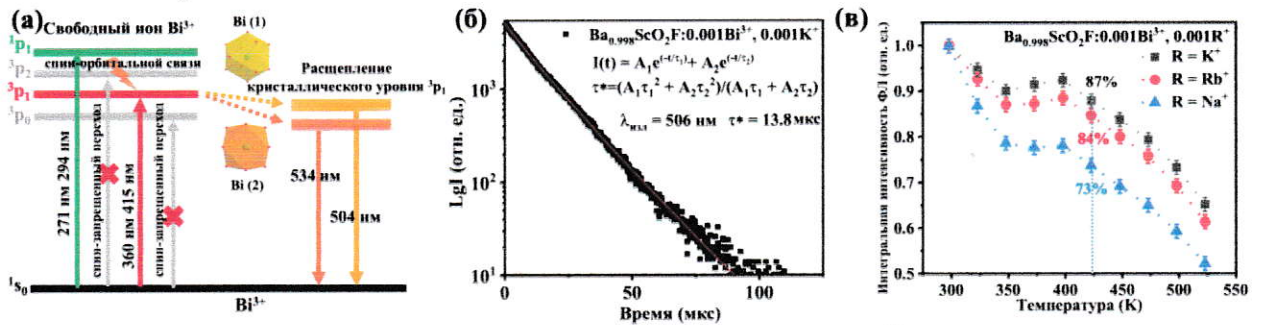 (а)
Свободный ион Bi³⁺
¹p₁
³p₂
спин-орбитальной связи
³p₁
³p₀
Bi (1)
Расщепление
кристаллического уровня ³p₁
Bi (2)
271 нм 294 нм
спин-запрещенный переход
360 нм 415 нм
спин-запрещенный переход
534 нм
504 нм
¹S₀
Bi³⁺
(б)
LgI (отн. ед.)
10³
10²
10¹
Ba₀.₉₉₈ScO₂F:0.001Bi³⁺, 0.001K⁺
I(t) = A₁e^(-t/τ₁)+ A₂e^(-t/τ₂)
τ*=(A₁τ₁² + A₂τ₂²)/(A₁τ₁ + A₂τ₂)
λизл = 506 нм τ* = 13.8 мкс
0 50 100
Время (мкс)
(в)
Интегральная интенсивность ФЛ (отн. ед.)
1.0
0.9
0.8
0.7
0.6
0.5
Ba₀.₉₉₈ScO₂F:0.001Bi³⁺, 0.001R⁺
R = K⁺
R = Rb⁺
R = Na⁺
87%
84%
73%
300 350 400 450 500 550
Температура (K)